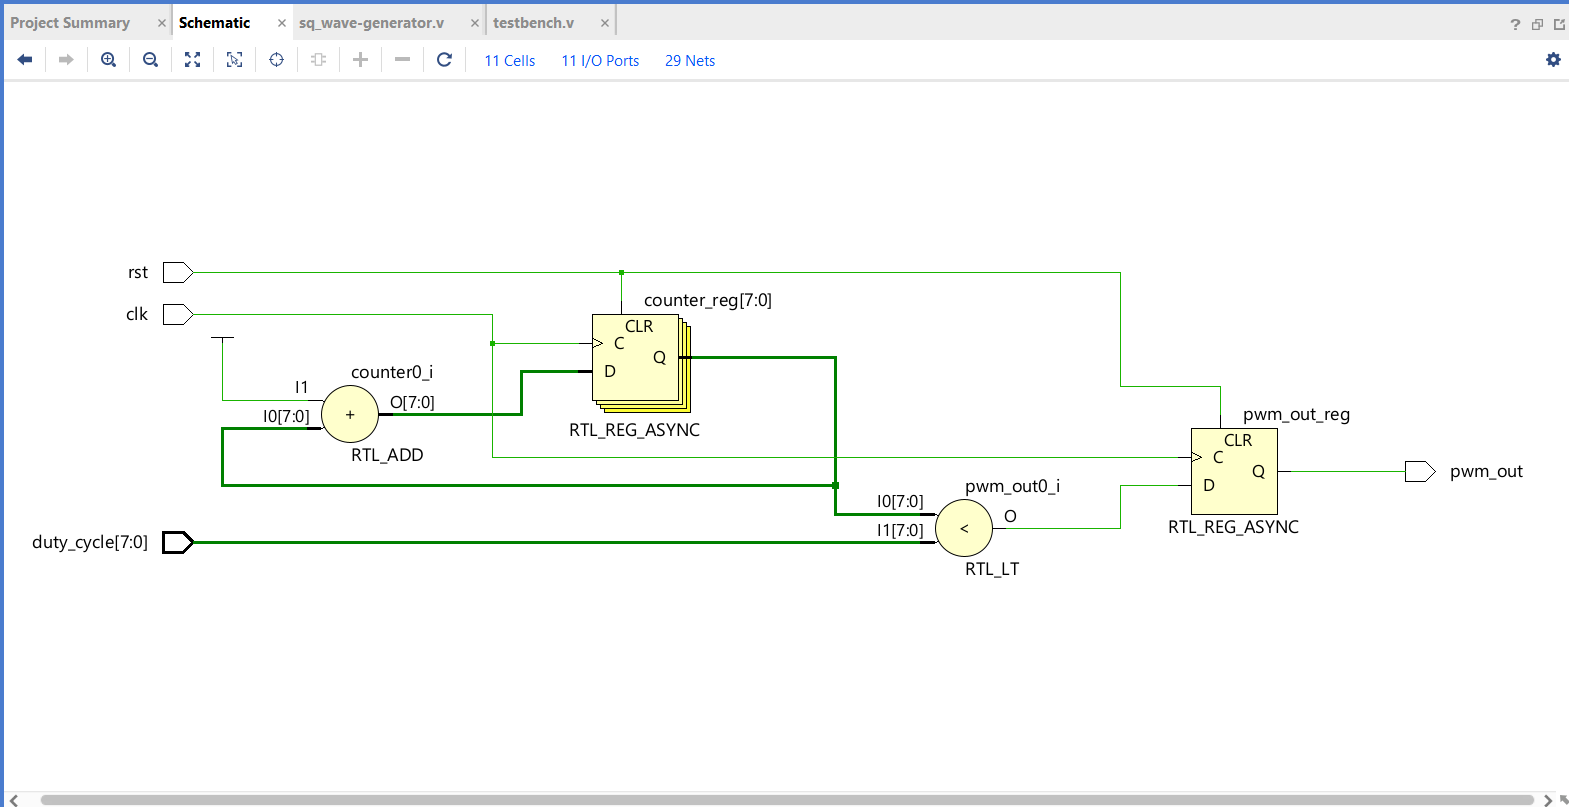 Project Summary × Schematic × sq_wave-generator.v × testbench.v × ?
11 Cells 11 I/O Ports 29 Nets
rst
clk
counter_reg[7:0]
CLR
C
Q
D
RTL_REG_ASYNC
counter0_i
I1
I0[7:0]
+
O[7:0]
RTL_ADD
duty_cycle[7:0]
pwm_out0_i
I0[7:0]
I1[7:0]
<
O
RTL_LT
pwm_out_reg
CLR
C
Q
D
RTL_REG_ASYNC
pwm_out